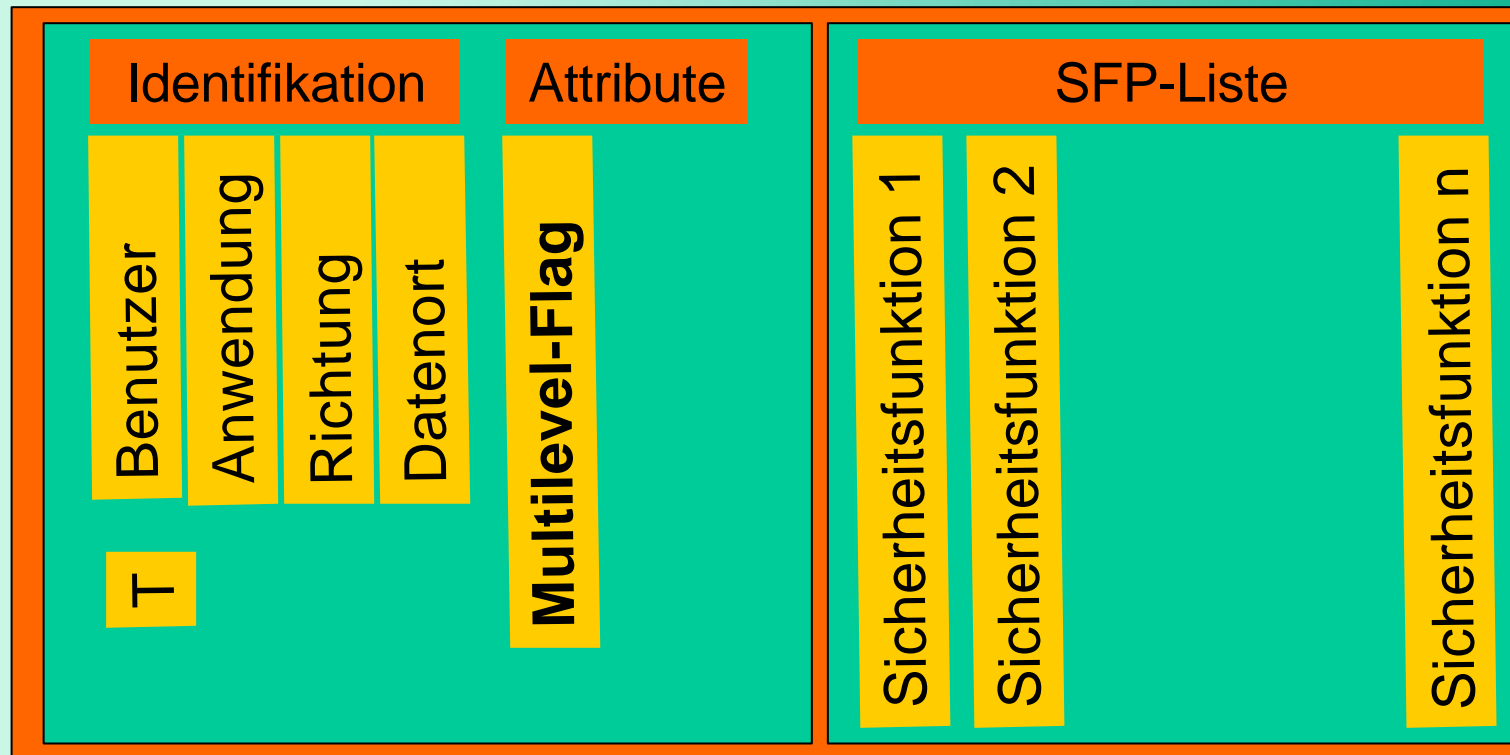 Identifikation
Attribute
SFP-Liste
Benutzer
Anwendung
Richtung
Datenort
Multilevel-Flag
Sicherheitsfunktion 1
Sicherheitsfunktion 2
Sicherheitsfunktion n
T